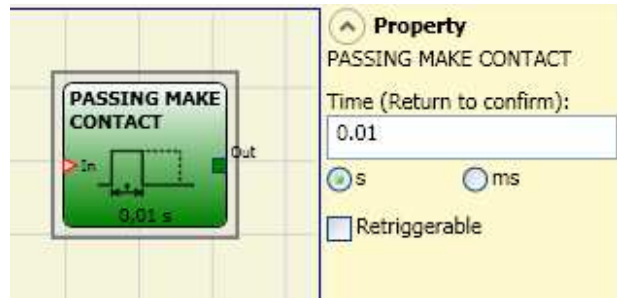 PASSING MAKE
CONTACT
In
Out
0,01 s
Property
PASSING MAKE CONTACT
Time (Return to confirm):
0.01
s
ms
Retriggerable